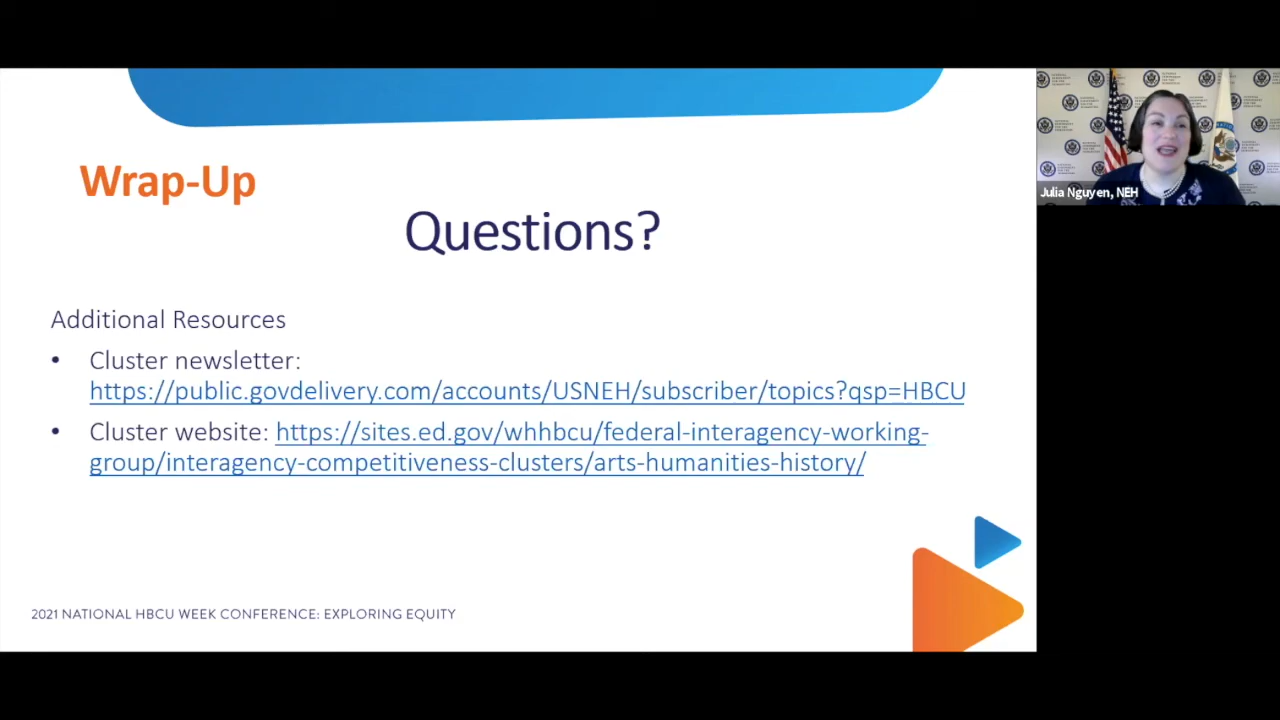 Wrap-Up
Questions?
Additional Resources
• Cluster newsletter:
https://public.govdelivery.com/accounts/USNEH/subscriber/topics?qsp=HBCU
• Cluster website: https://sites.ed.gov/whhbcu/federal-interagency-working-
group/interagency-competitiveness-clusters/arts-humanities-history/
2021 NATIONAL HBCU WEEK CONFERENCE: EXPLORING EQUITY
Julia Nguyen, NEH